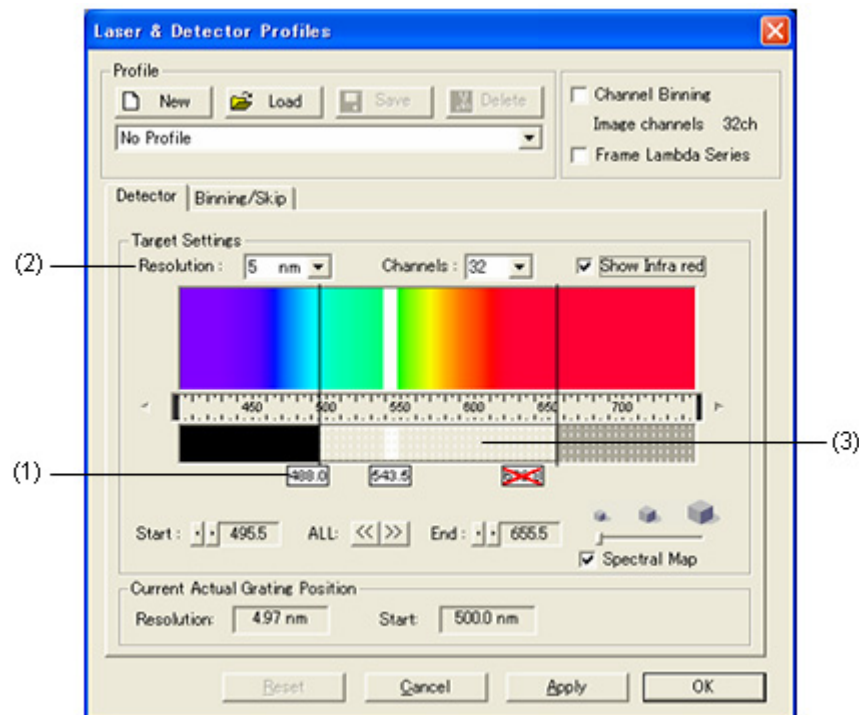 Laser & Detector Profiles
Profile
New Load Save Delete
No Profile
Channel Binning
Image channels 32ch
Frame Lambda Series
Detector Binning/Skip
Target Settings
(2)
Resolution : 5 nm Channels : 32 Show Infra red
450 500 550 600 650 700
(3)
(1)
488.0 543.5
Start : 495.5 ALL: << >> End : 655.5
Spectral Map
Current Actual Grating Position
Resolution: 4.97 nm Start: 500.0 nm
Reset Cancel Apply OK